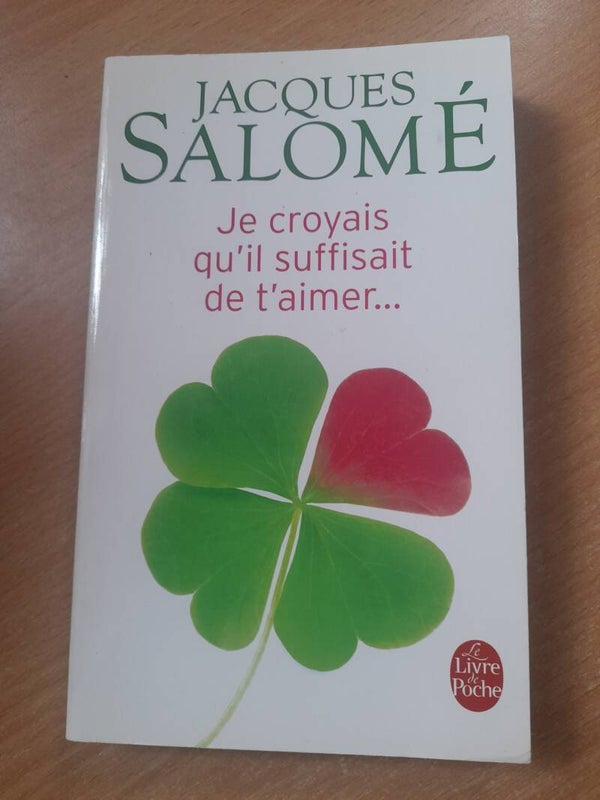 JACQUES
SALOMÉ
Je croyais
qu'il suffisait
de t'aimer...
Le
Livre
de
Poche